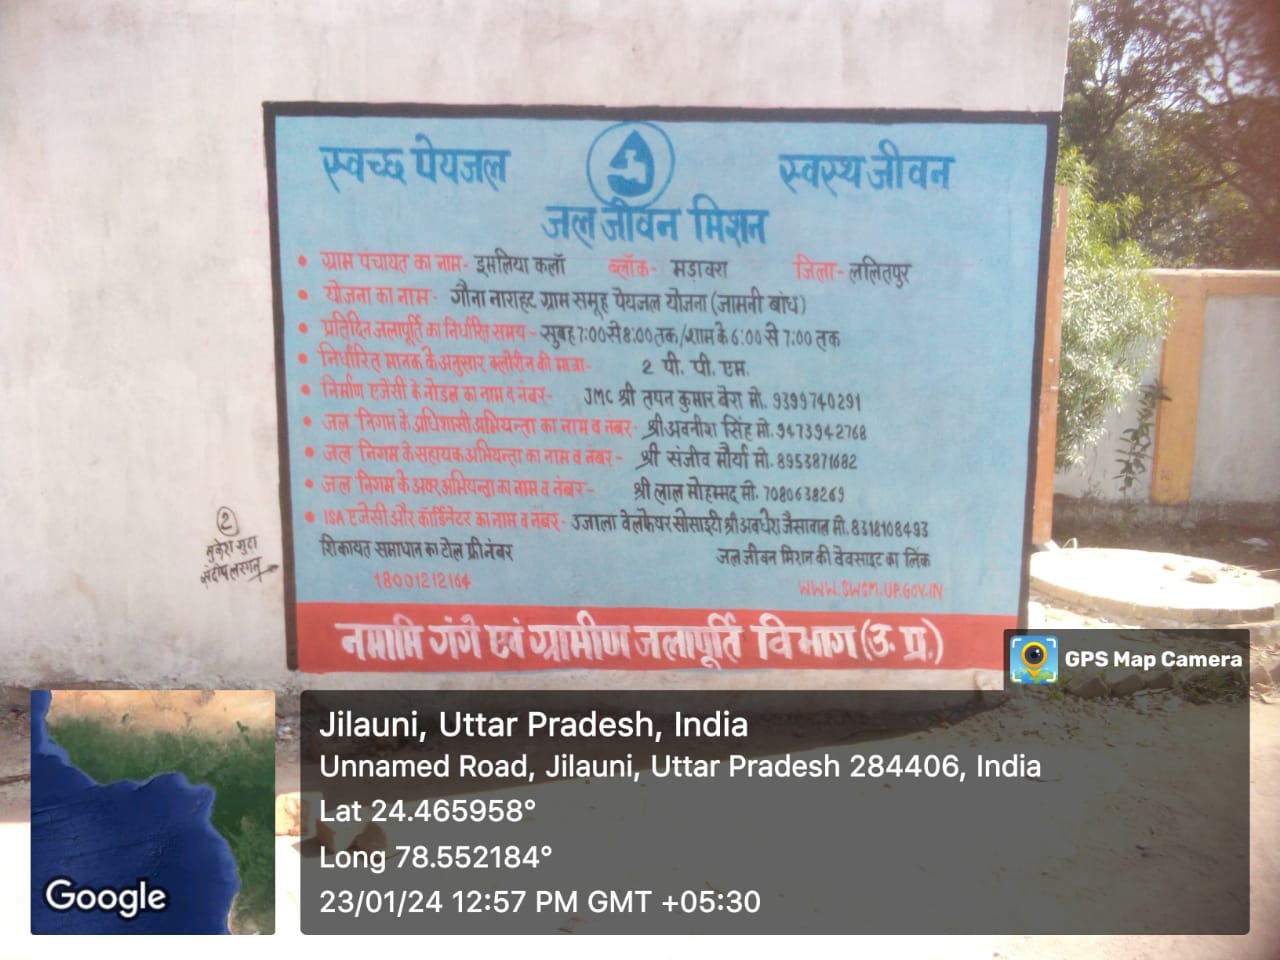 स्वच्छ पेयजल स्वस्थ जीवन
जल जीवन मिशन
• ग्राम पंचायत का नाम- इमलिया कलॉ ब्लॉक- मड़ावरा जिला- ललितपुर
• योजना का नाम- गौना नाराहट ग्राम समूह पेयजल योजना (जामनी बांध)
• प्रतिदिन जलापूर्ति का निर्धारित समय- सुबह 7:00 से 8:00 तक/शाम के 6:00 से 7:00 तक
• निर्धारित मानक के अनुसार क्लोरीन की मात्रा- 2 पी. पी. एम.
• निर्माण एजेंसी के नोडल का नाम व नंबर- JMC श्री तपन कुमार बेरा मो. 9399740291
• जल निगम के अधिशासी अभियन्ता का नाम व नंबर- श्री अवनीश सिंह मो. 9473942768
• जल निगम के सहायक अभियन्ता का नाम व नंबर- श्री संजीव मौर्या मो. 8953871682
• जल निगम के अवर अभियन्ता का नाम व नंबर- श्री लाल मोहम्मद मो. 7080638269
• ISA एजेंसी और कॉर्डिनेटर का नाम व नंबर- उजाला वेलफेयर सोसाइटी श्री अवधेश जैसवाल मो. 8318108493
शिकायत समाधान का टोल फ्री नंबर जल जीवन मिशन की वेबसाइट का लिंक
18001212164 WWW.SWSM.UP.GOV.IN
नमामि गंगे एवं ग्रामीण जलापूर्ति विभाग (उ. प्र.)
2
मुकेश
GPS Map Camera
Jilauni, Uttar Pradesh, India
Unnamed Road, Jilauni, Uttar Pradesh 284406, India
Lat 24.465958°
Long 78.552184°
23/01/24 12:57 PM GMT +05:30
Google